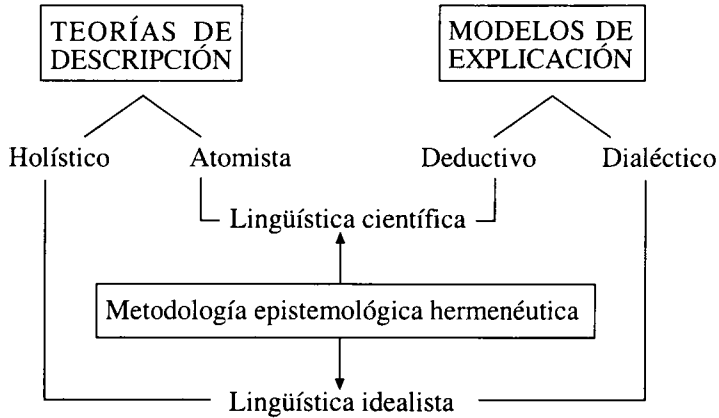 TEORÍAS DE
DESCRIPCIÓN
MODELOS DE
EXPLICACIÓN
Holístico
Atomista
Deductivo
Dialéctico
Lingüística científica
Metodología epistemológica hermenéutica
Lingüística idealista